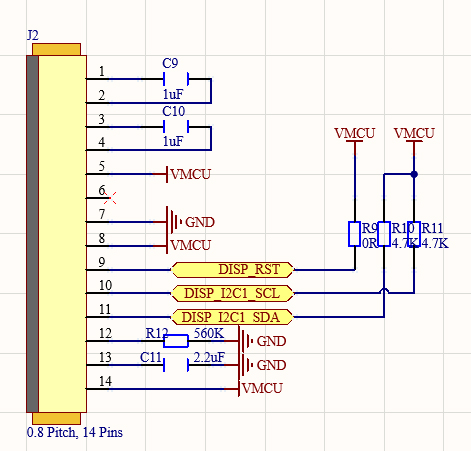 J2
1
C9
2
1uF
3
C10
4
1uF
VMCU
VMCU
5
VMCU
6
7
GND
8
VMCU
R9
R10
R11
0R
4.7K
4.7K
9
DISP_RST
10
DISP_I2C1_SCL
11
DISP_I2C1_SDA
12
R12
560K
GND
13
C11
2.2uF
GND
14
VMCU
0.8 Pitch, 14 Pins